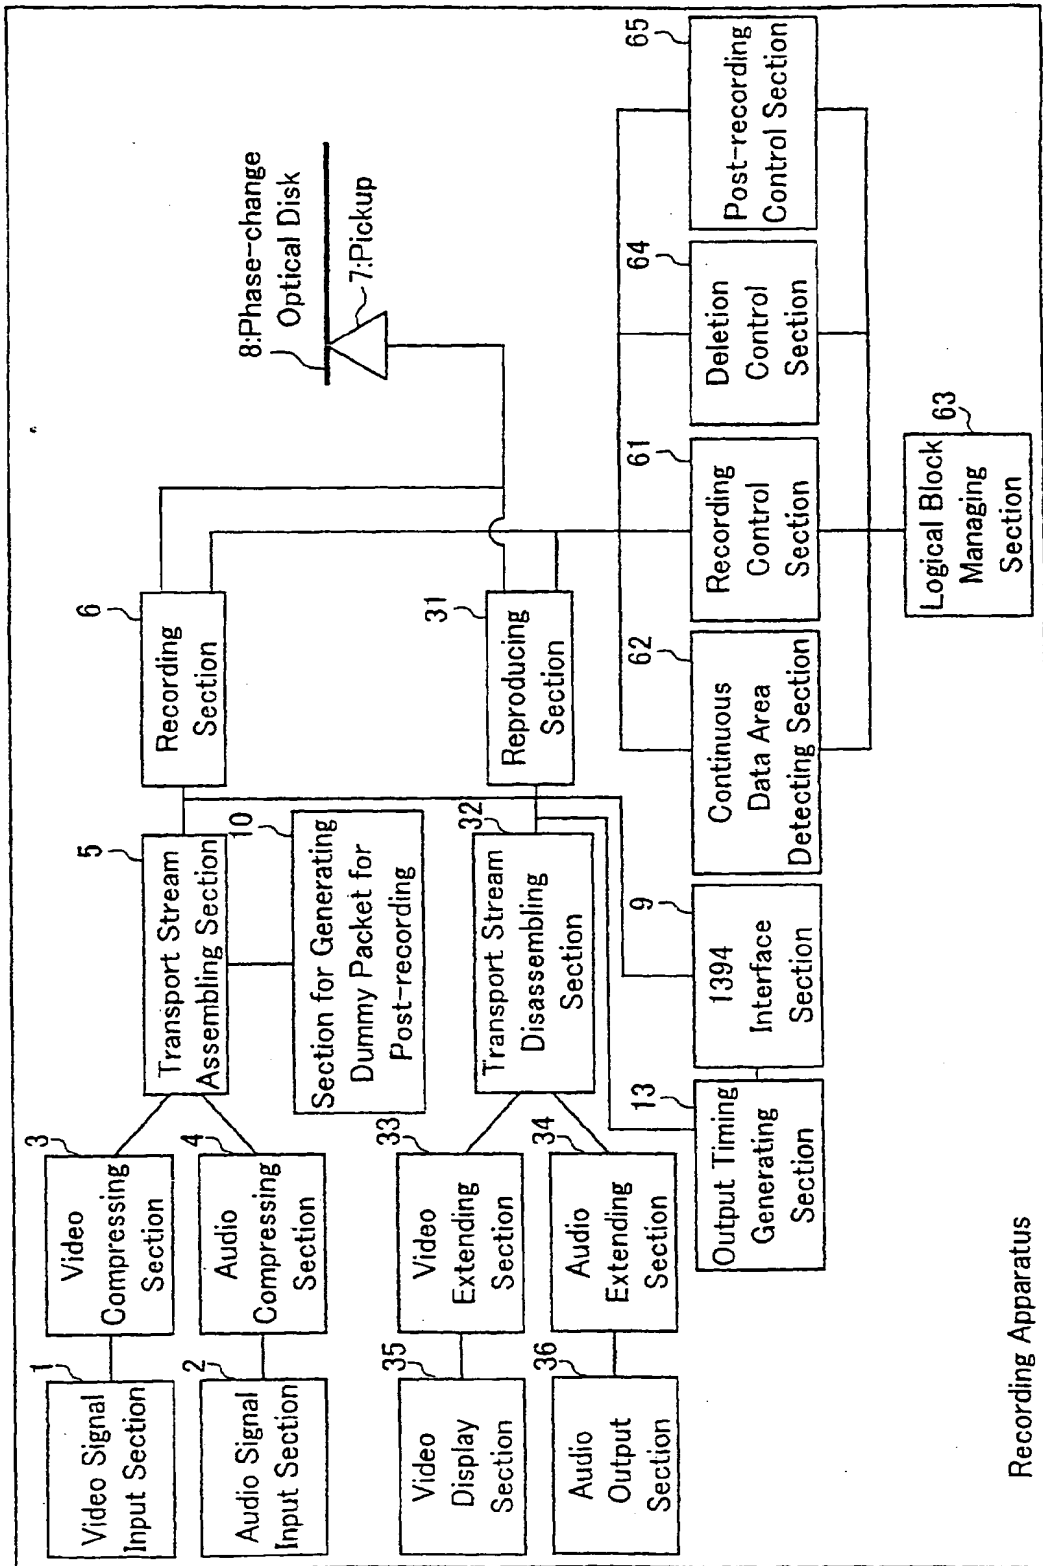 1
Video Signal
Input Section
3
Video
Compressing
Section
5
Transport Stream
Assembling Section
6
Recording
Section
8:Phase-change
Optical Disk
7:Pickup
2
Audio Signal
Input Section
4
Audio
Compressing
Section
10
Section for Generating
Dummy Packet for
Post-recording
35
Video
Display
Section
33
Video
Extending
Section
32
Transport Stream
Disassembling
Section
31
Reproducing
Section
36
Audio
Output
Section
34
Audio
Extending
Section
13
Output Timing
Generating
Section
9
1394
Interface
Section
62
Continuous
Data Area
Detecting Section
61
Recording
Control
Section
64
Deletion
Control
Section
65
Post-recording
Control Section
63
Logical Block
Managing
Section
Recording Apparatus